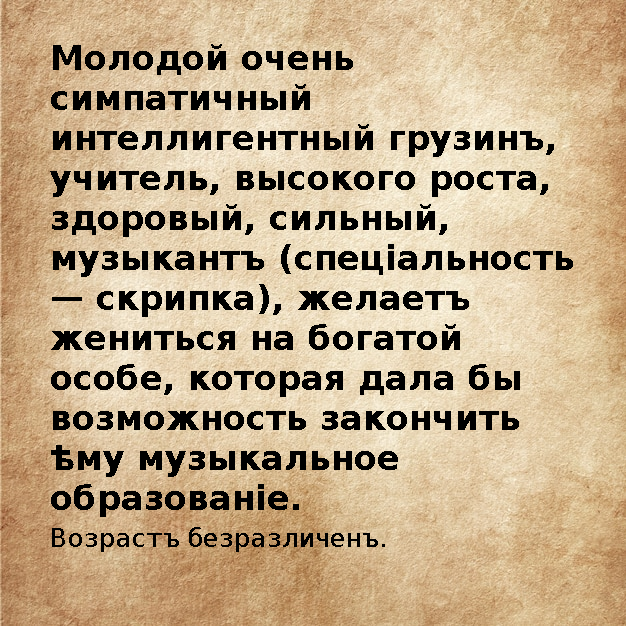 Молодой очень
симпатичный
интеллигентный грузинъ,
учитель, высокого роста,
здоровый, сильный,
музыкантъ (спеціальность
— скрипка), желаетъ
жениться на богатой
особе, которая дала бы
возможность закончить
ѣму музыкальное
образованіе.
Возрастъ безразличенъ.